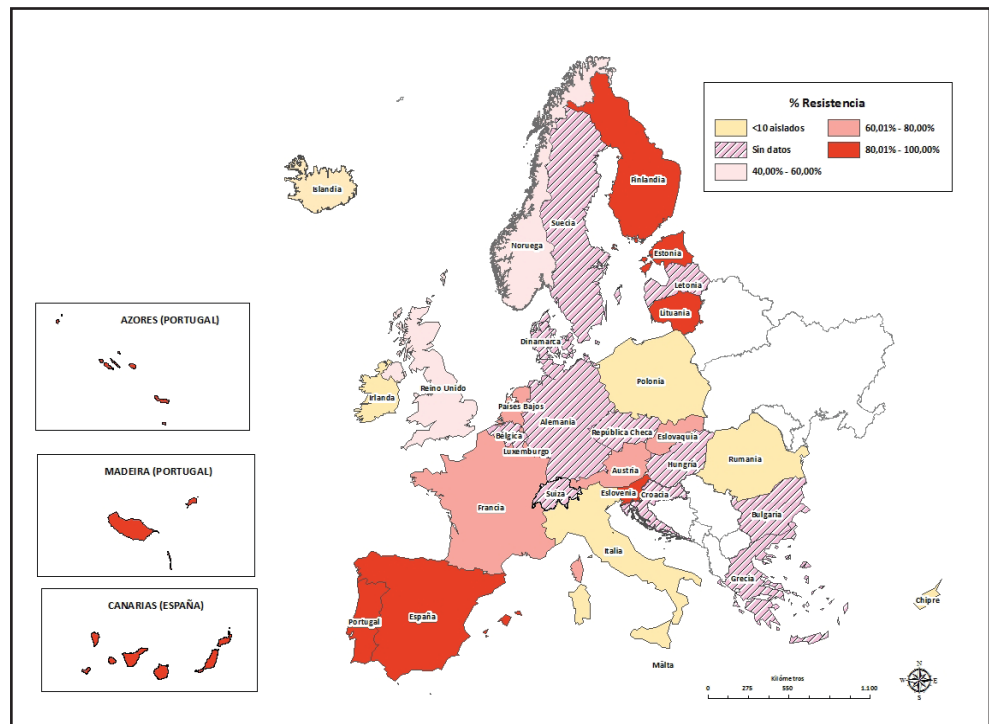 % Resistencia
<10 aislados
60,01% - 80,00%
Sin datos
80,01% - 100,00%
40,00% - 60,00%
Islandia
Finlandia
Suecia
Noruega
Estonia
Letonia
Lituania
Dinamarca
AZORES (PORTUGAL)
Irlanda
Reino Unido
Países Bajos
Polonia
Alemania
Bélgica
República Checa
Luxemburgo
Eslovaquia
Austria
Hungría
Rumania
MADEIRA (PORTUGAL)
Suiza
Eslovenia
Croacia
Francia
Bulgaria
Italia
Grecia
Chipre
CANARIAS (ESPAÑA)
Portugal
España
Malta
Kilómetros
0 275 550 1.100
N
W E
S